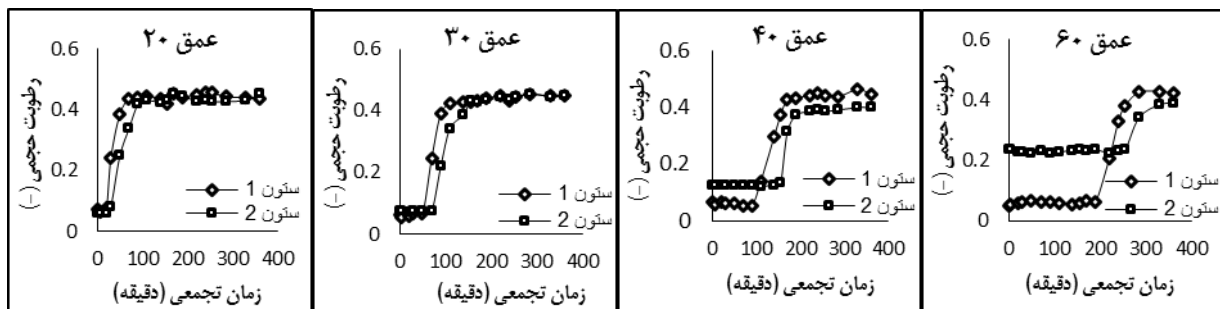 عمق ۲۰
رطوبت حجمی (–)
0.6
0.4
0.2
0
0 100 200 300 400
ستون 1
ستون 2
زمان تجمعی (دقیقه)
عمق ۳۰
رطوبت حجمی (–)
0.6
0.4
0.2
0
0 100 200 300 400
ستون 1
ستون 2
زمان تجمعی (دقیقه)
عمق ۴۰
رطوبت حجمی (–)
0.6
0.4
0.2
0
0 100 200 300 400
ستون 1
ستون 2
زمان تجمعی (دقیقه)
عمق ۶۰
رطوبت حجمی (–)
0.6
0.4
0.2
0
0 100 200 300 400
ستون 1
ستون 2
زمان تجمعی (دقیقه)